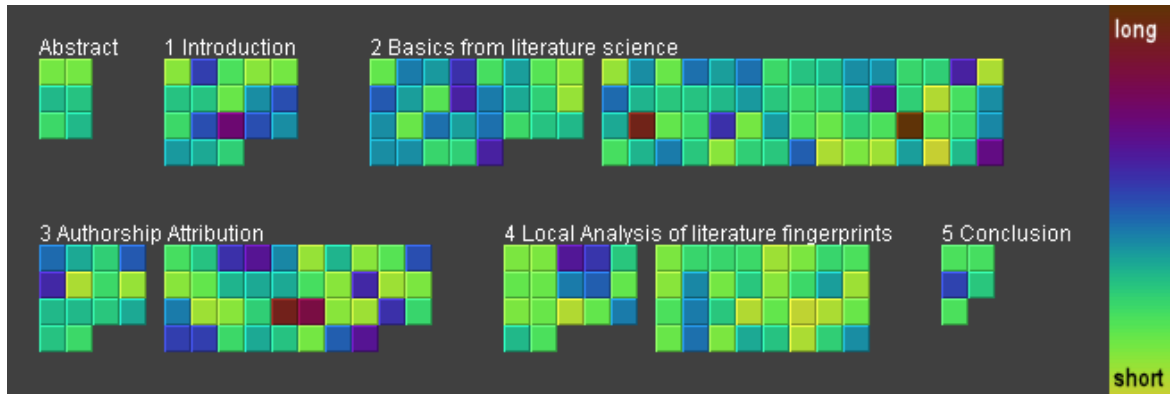 Abstract
1 Introduction
2 Basics from literature science
long
3 Authorship Attribution
4 Local Analysis of literature fingerprints
5 Conclusion
short